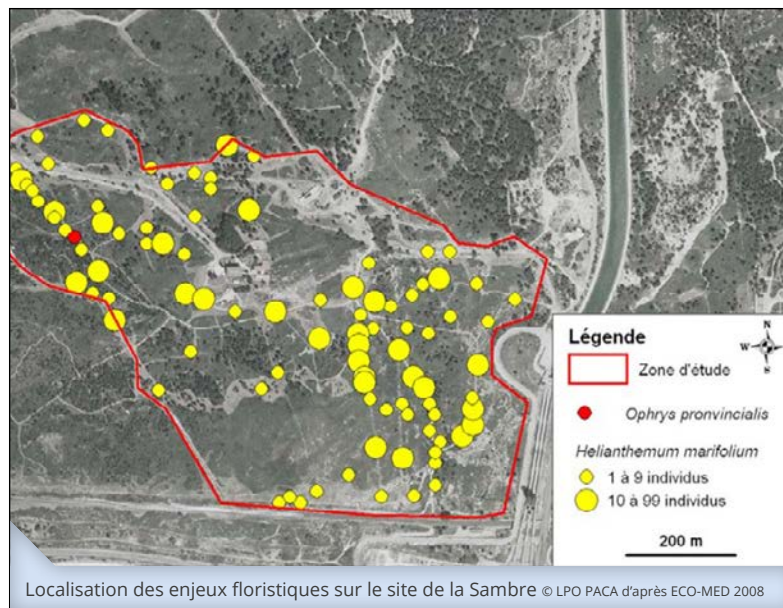 Légende
N
W
E
S
Zone d'étude
Ophrys pronvincialis
Helianthemum marifolium
1 à 9 individus
10 à 99 individus
200 m
Localisation des enjeux floristiques sur le site de la Sambre © LPO PACA d'après ECO-MED 2008